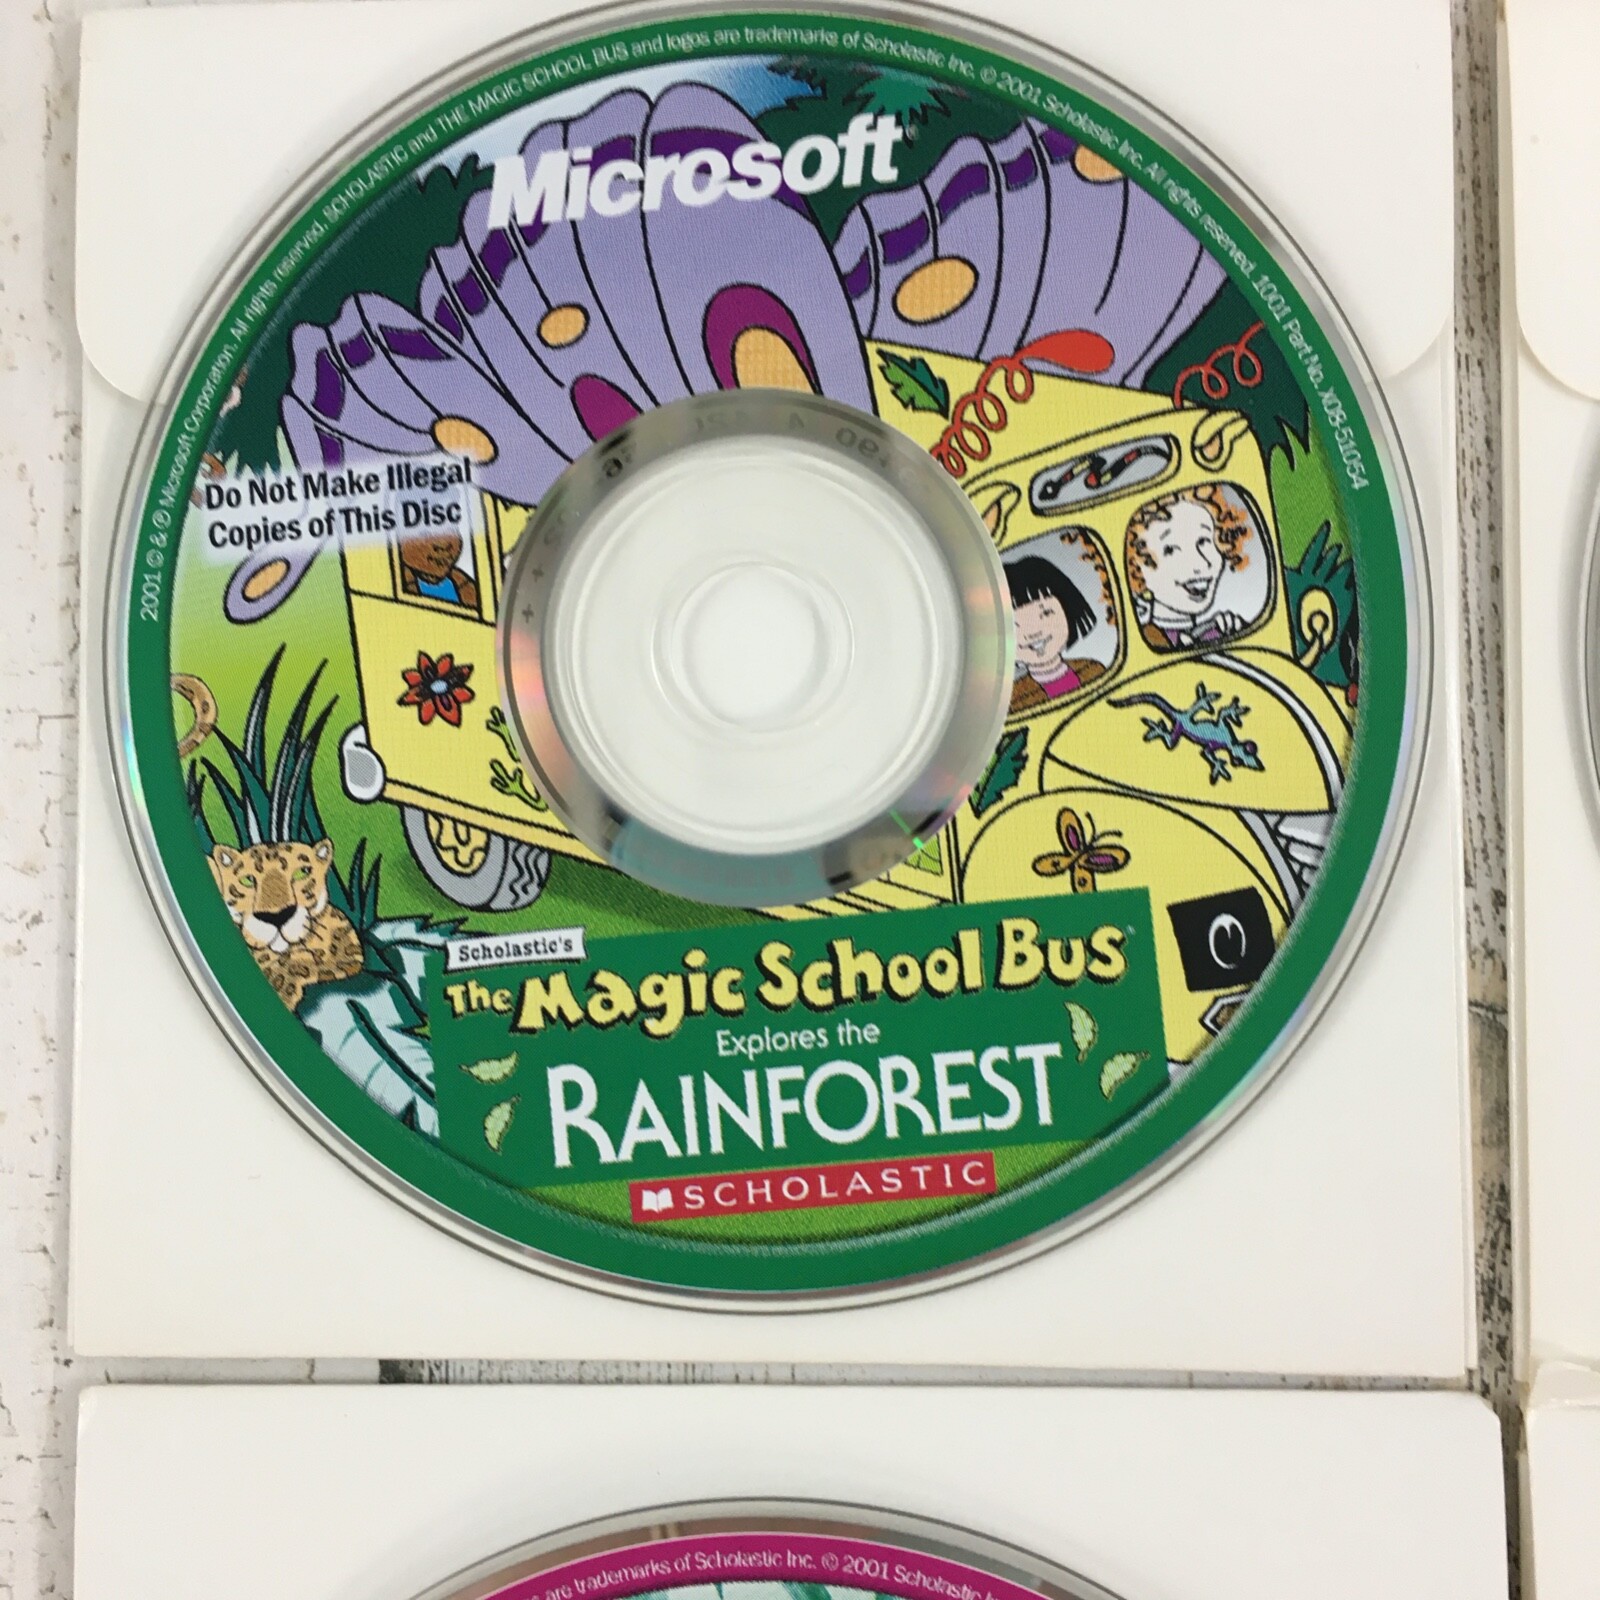 2001 © & ℗ Microsoft Corporation. All rights reserved. SCHOLASTIC and THE MAGIC SCHOOL BUS and logos are trademarks of Scholastic Inc. © 2001 Scholastic Inc. All rights reserved. 1001 Part No. X08-51054
Microsoft
Do Not Make Illegal
Copies of This Disc
Scholastic's
The Magic School Bus™
Explores the
RAINFOREST
SCHOLASTIC
are trademarks of Scholastic Inc. © 2001 Scholastic